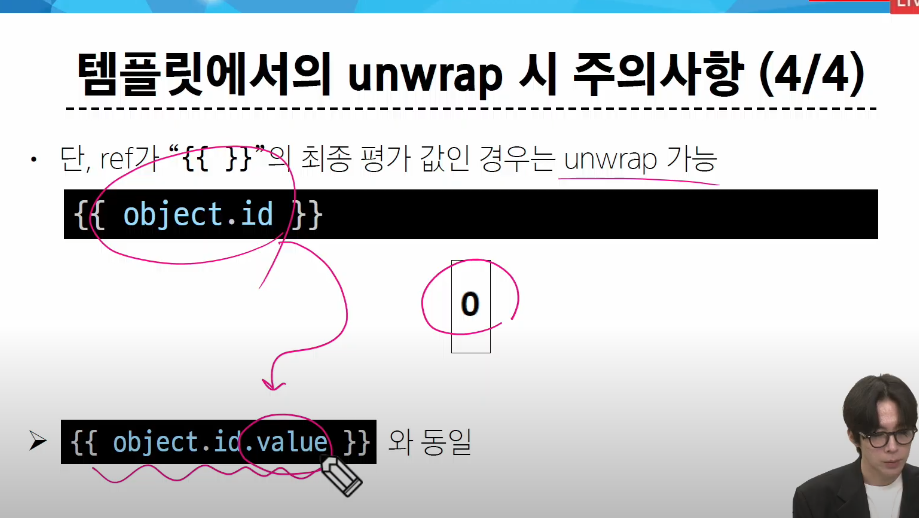 LIV
템플릿에서의 unwrap 시 주의사항 (4/4)
• 단, ref가 “{{ }}”의 최종 평가 값인 경우는 unwrap 가능
{{ object.id }}
0
➤ {{ object.id.value }} 와 동일